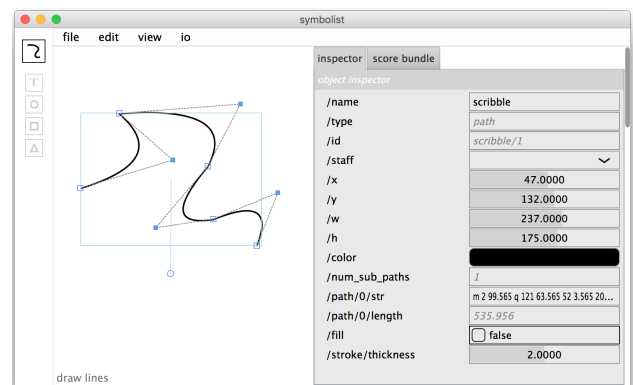 symbolist
file edit view io
T
inspector score bundle
object inspector
/name scribble
/type path
/id scribble/1
/staff
/x 47.0000
/y 132.0000
/w 237.0000
/h 175.0000
/color
/num_sub_paths 1
/path/0/str m 2 99.565 q 121 63.565 52 3.565 20...
/path/0/length 535.956
/fill false
/stroke/thickness 2.0000
draw lines